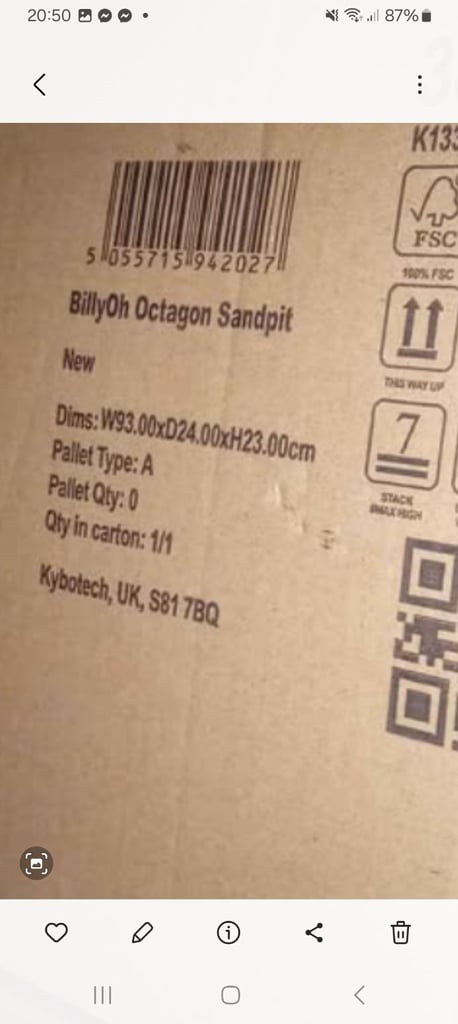 20:50
87%
K133
5 055715 942027
FSC
100% FSC
BillyOh Octagon Sandpit
New
THIS WAY UP
Dims: W93.00xD24.00xH23.00cm
7
Pallet Type: A
Pallet Qty: 0
STACK
Qty in carton: 1/1
Kybotech, UK, S81 7BQ